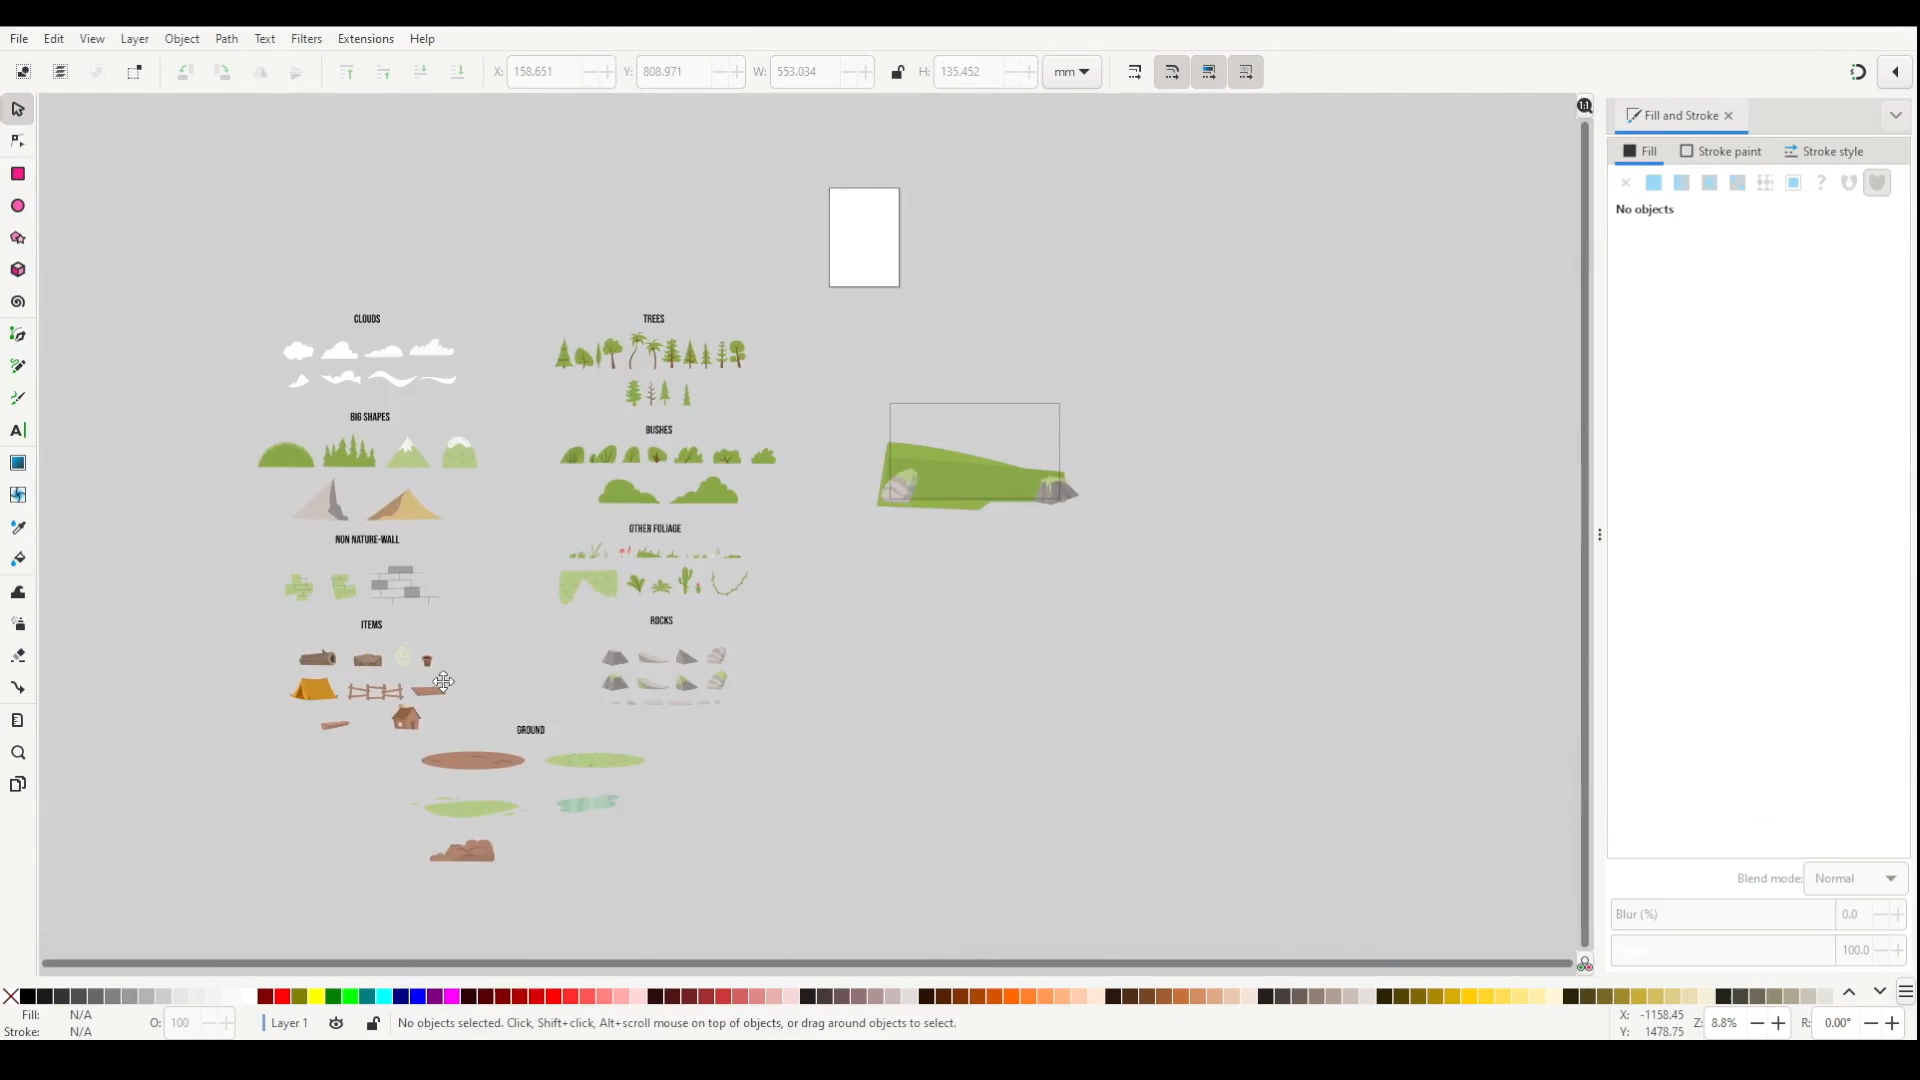 File Edit View Layer Object Path Text Filters Extensions Help
X: 158.651 Y: 808.971 W: 553.034 H: 135.452 mm
Fill and Stroke
Fill Stroke paint Stroke style
No objects
CLOUDS TREES
BIG SHAPES BUSHES
OTHER FOLIAGE
NON NATURE-WALL
ITEMS ROCKS
GROUND
Blend mode: Normal
Blur (%) 0.0
100.0
Fill: N/A
Stroke: N/A
O: 100
Layer 1
No objects selected. Click, Shift+click, Alt+scroll mouse on top of objects, or drag around objects to select.
X: -1158.45
Y: 1478.75
Z: 8.8%
R: 0.00°